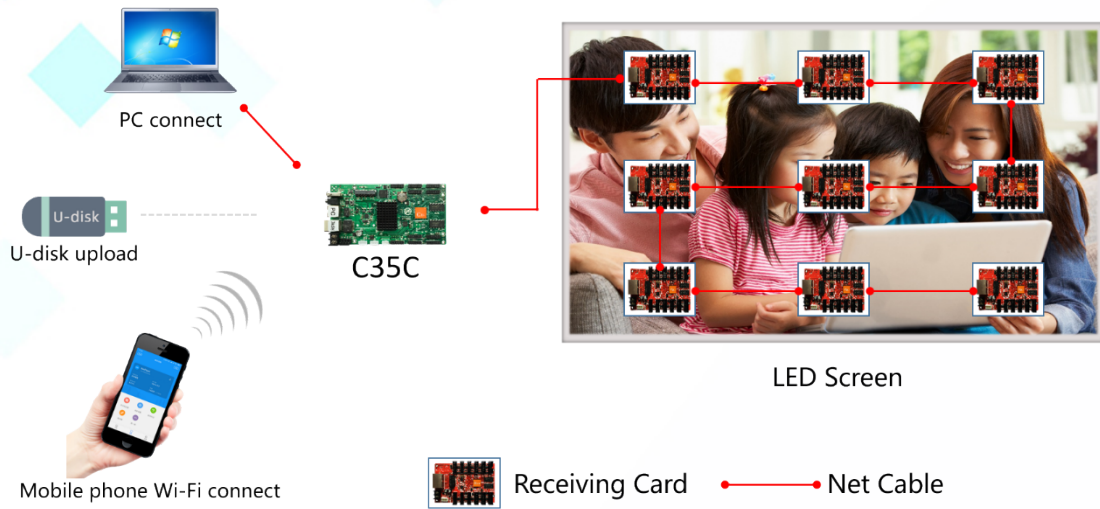 PC connect
U-disk
U-disk upload
C35C
Mobile phone Wi-Fi connect
LED Screen
Receiving Card
Net Cable